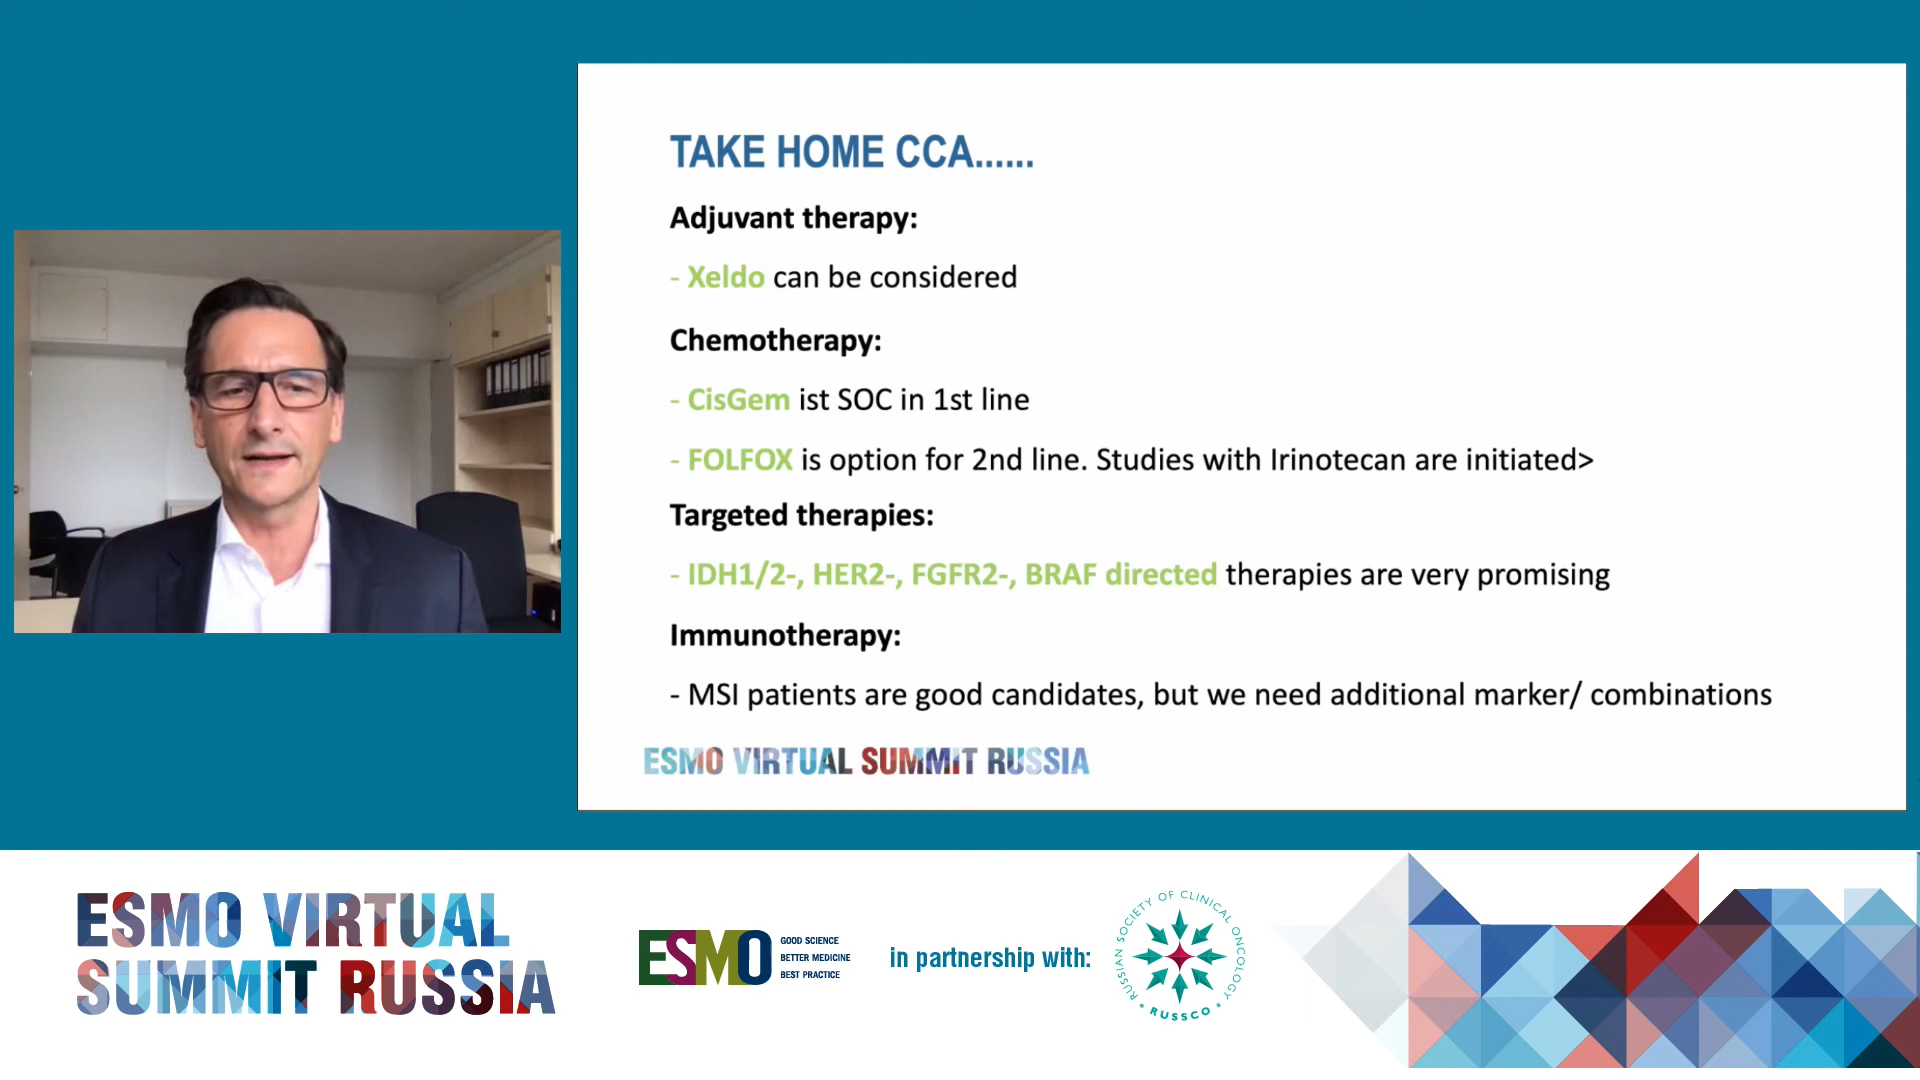 TAKE HOME CCA......
Adjuvant therapy:
- Xeldo can be considered
Chemotherapy:
- CisGem ist SOC in 1st line
- FOLFOX is option for 2nd line. Studies with Irinotecan are initiated>
Targeted therapies:
- IDH1/2-, HER2-, FGFR2-, BRAF directed therapies are very promising
Immunotherapy:
- MSI patients are good candidates, but we need additional marker/ combinations
ESMO VIRTUAL SUMMIT RUSSIA
ESMO VIRTUAL
SUMMIT RUSSIA
ESMO
GOOD SCIENCE
BETTER MEDICINE
BEST PRACTICE
in partnership with:
RUSSIAN SOCIETY OF CLINICAL ONCOLOGY
* RUSSCO *